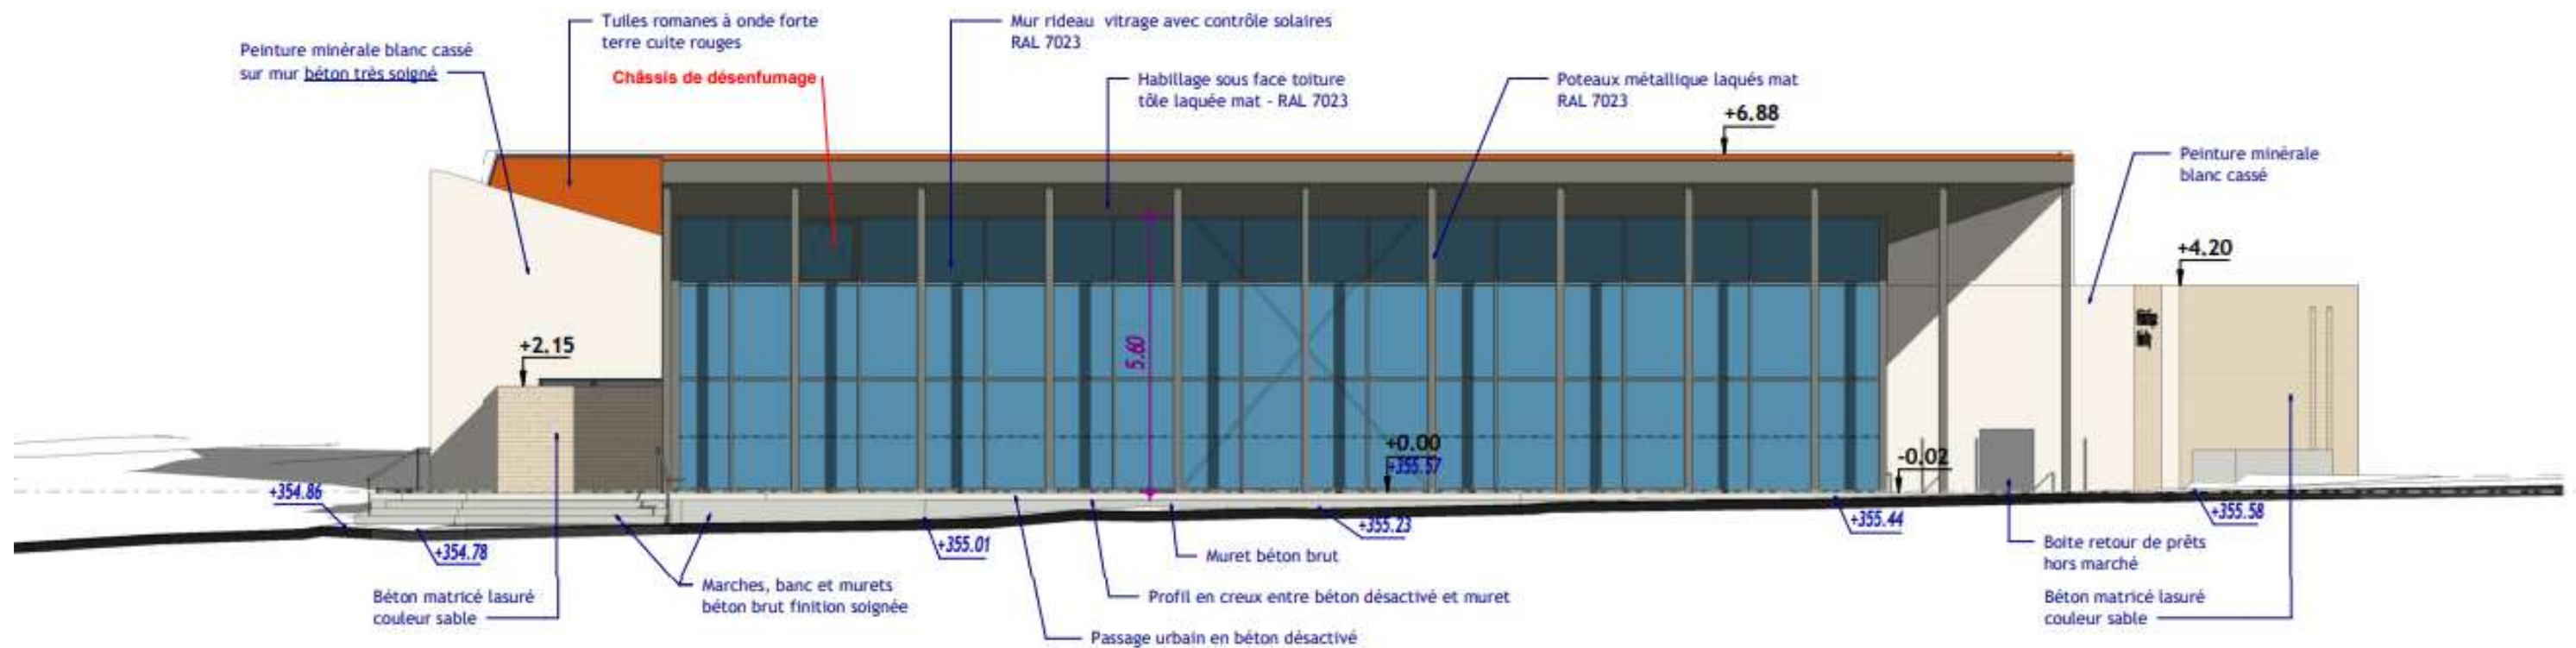 Tuiles romanes à onde forte
terre cuite rouges
Mur rideau vitrage avec contrôle solaires
RAL 7023
Peinture minérale blanc cassé
sur mur béton très soigné
Châssis de désenfumage
Habillage sous face toiture
tôle laquée mat - RAL 7023
Poteaux métallique laqués mat
RAL 7023
+6.88
Peinture minérale
blanc cassé
+4.20
+2.15
5.60
+0.00
+355.57
-0.02
+354.86
+354.78
+355.01
+355.23
+355.44
+355.58
Muret béton brut
Boite retour de prêts
hors marché
Marches, banc et murets
béton brut finition soignée
Béton matricé lasuré
couleur sable
Profil en creux entre béton désactivé et muret
Béton matricé lasuré
couleur sable
Passage urbain en béton désactivé